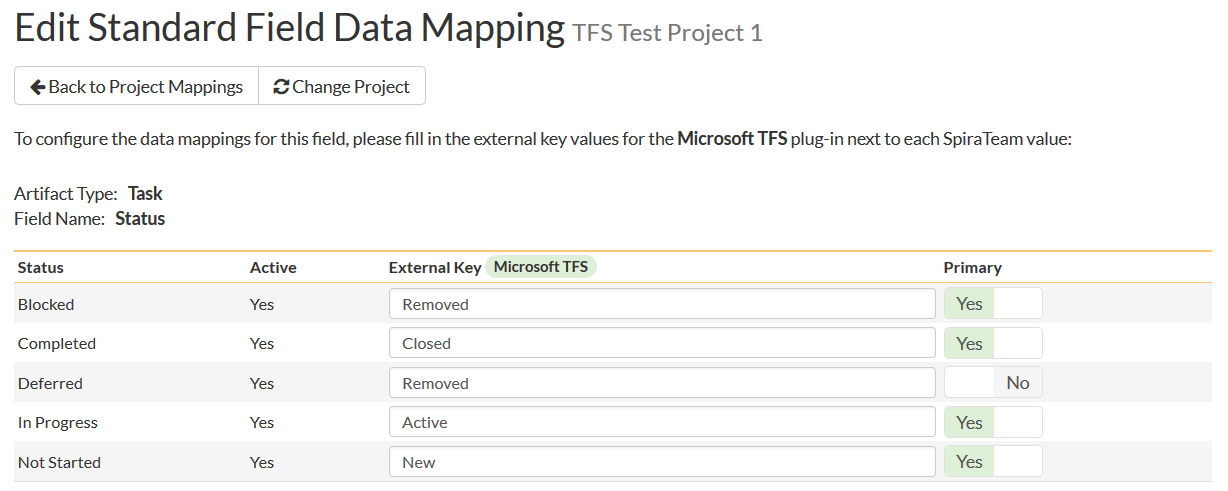 Edit Standard Field Data Mapping TFS Test Project 1
Back to Project Mappings Change Project
To configure the data mappings for this field, please fill in the external key values for the Microsoft TFS plug-in next to each SpiraTeam value:
Artifact Type: Task
Field Name: Status
Status Active External Key Microsoft TFS Primary
Blocked Yes Removed Yes
Completed Yes Closed Yes
Deferred Yes Removed No
In Progress Yes Active Yes
Not Started Yes New Yes